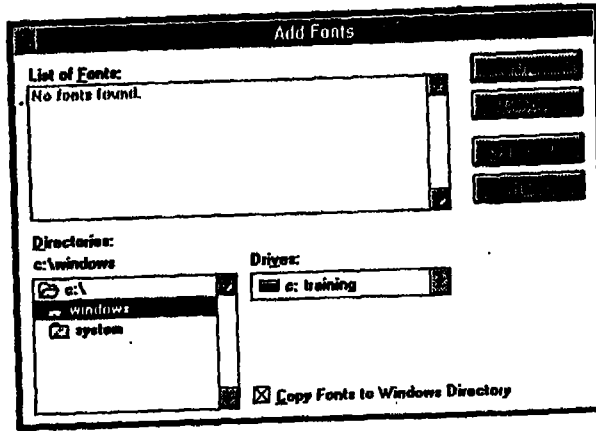 Add Fonts
List of Fonts:
No fonts found.
Directories:
c:\windows
c:\
windows
system
Drives:
c: training
Copy Fonts to Windows Directory